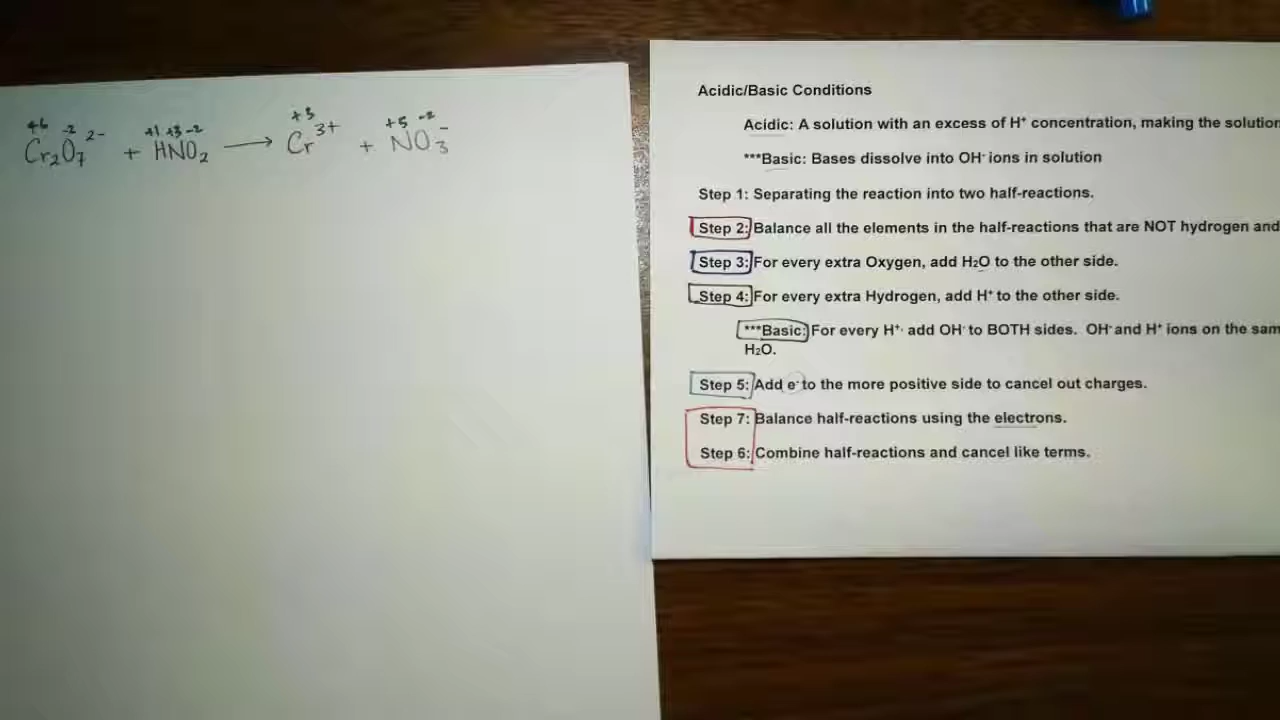 +6 -2 +1 +3 -2 +3 +5 -2
Cr₂O₇²⁻ + HNO₂ ⟶ Cr³⁺ + NO₃⁻
Acidic/Basic Conditions
Acidic: A solution with an excess of H⁺ concentration, making the solution
***Basic: Bases dissolve into OH⁻ ions in solution
Step 1: Separating the reaction into two half-reactions.
Step 2: Balance all the elements in the half-reactions that are NOT hydrogen and
Step 3: For every extra Oxygen, add H₂O to the other side.
Step 4: For every extra Hydrogen, add H⁺ to the other side.
***Basic: For every H⁺, add OH⁻ to BOTH sides. OH⁻ and H⁺ ions on the
H₂O.
Step 5: Add e⁻ to the more positive side to cancel out charges.
Step 7: Balance half-reactions using the electrons.
Step 6: Combine half-reactions and cancel like terms.